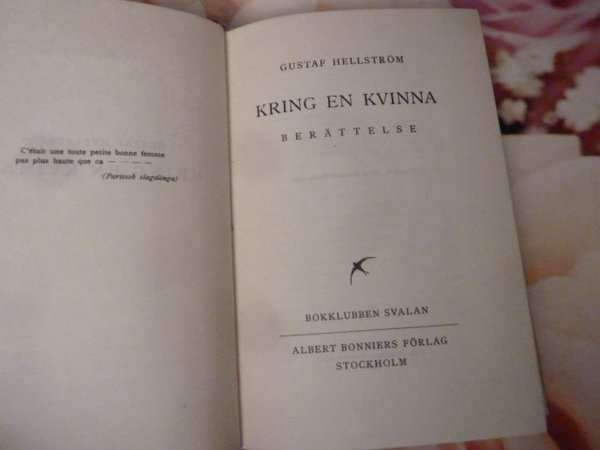 C'était une toute petite bonne femme
pas plus haute que ca — — — —
(Parisisk slagdänga)
GUSTAF HELLSTRÖM
KRING EN KVINNA
BERÄTTELSE
BOKKLUBBEN SVALAN
ALBERT BONNIERS FÖRLAG
STOCKHOLM